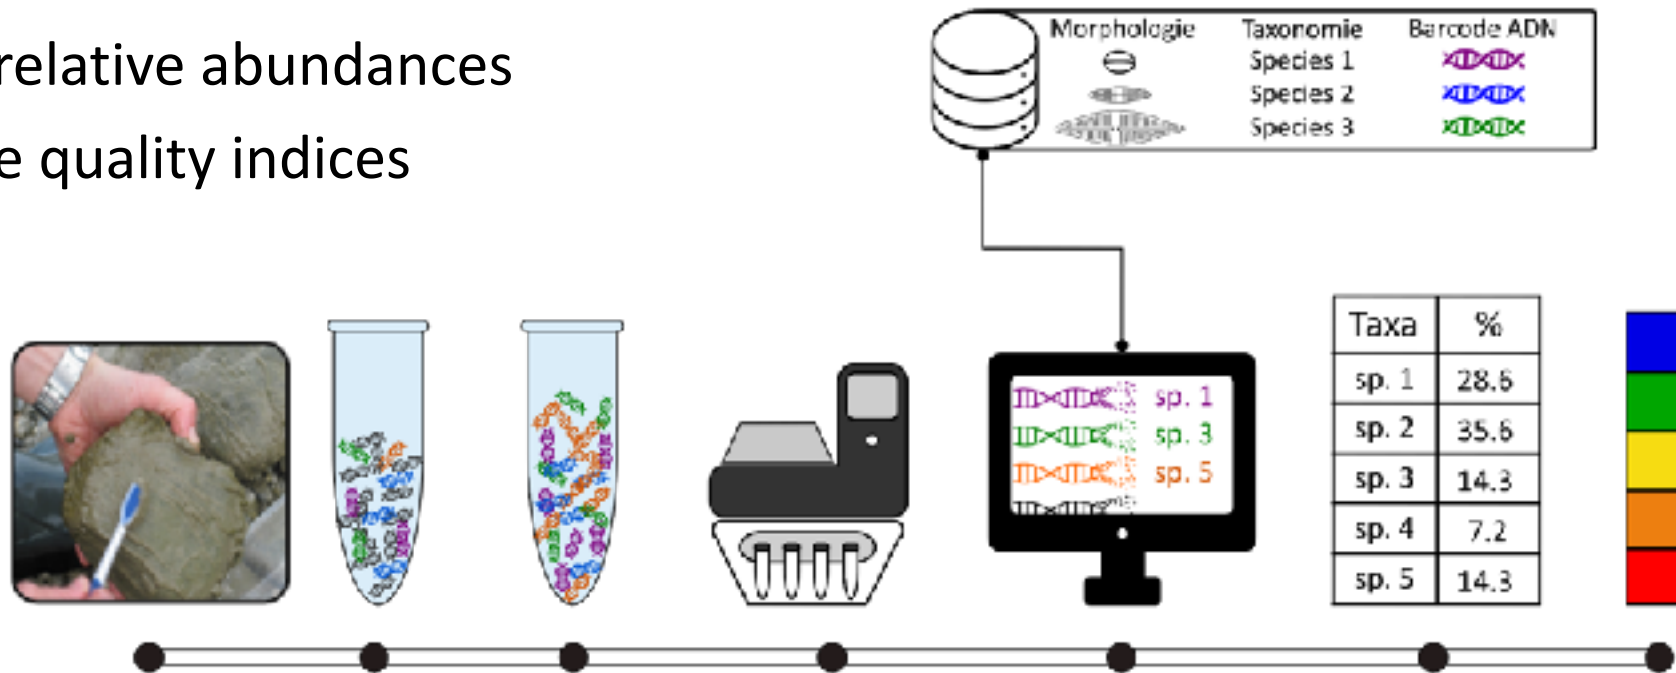 relative abundances
e quality indices
Morphologie Taxonomie Barcode ADN
Species 1
Species 2
Species 3
sp. 1
sp. 3
sp. 5
Taxa %
sp. 1 28.6
sp. 2 35.6
sp. 3 14.3
sp. 4 7.2
sp. 5 14.3